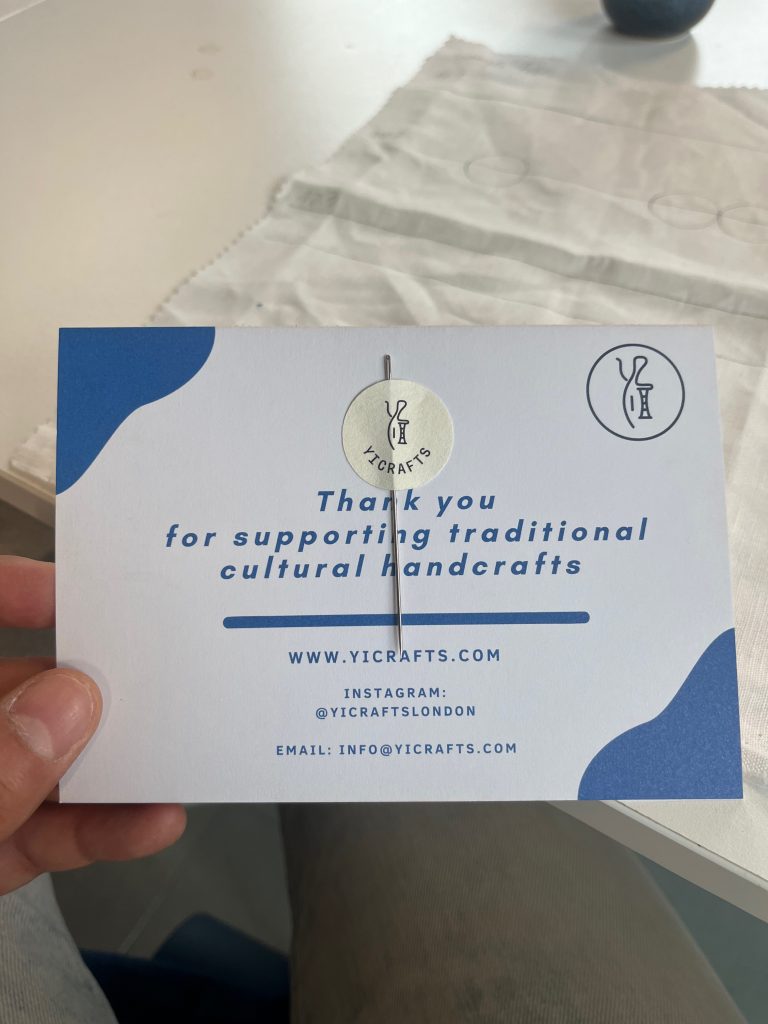 YICRAFTS
Thank you
for supporting traditional
cultural handcrafts
WWW.YICRAFTS.COM
INSTAGRAM:
@YICRAFTSLONDON
EMAIL: INFO@YICRAFTS.COM